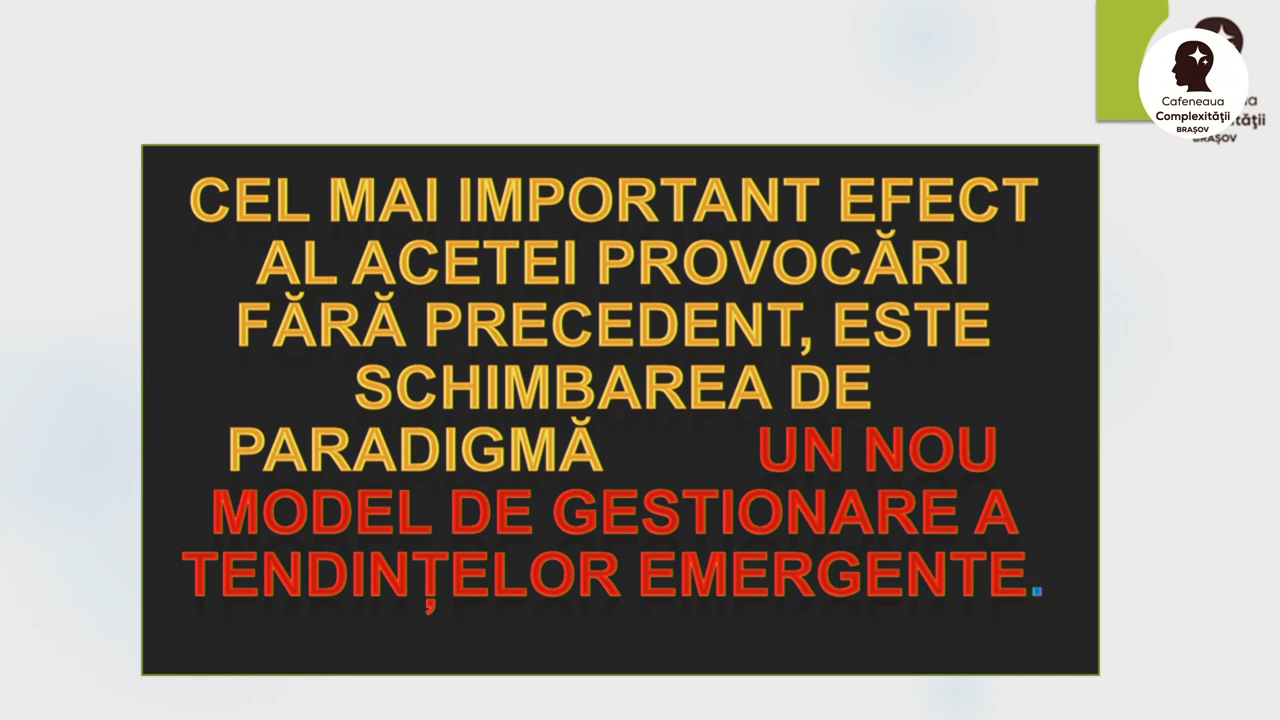 Cafeneaua
Complexității
BRAȘOV
CEL MAI IMPORTANT EFECT
AL ACETEI PROVOCĂRI
FĂRĂ PRECEDENT, ESTE
SCHIMBAREA DE
PARADIGMĂ UN NOU
MODEL DE GESTIONARE A
TENDINȚELOR EMERGENTE.